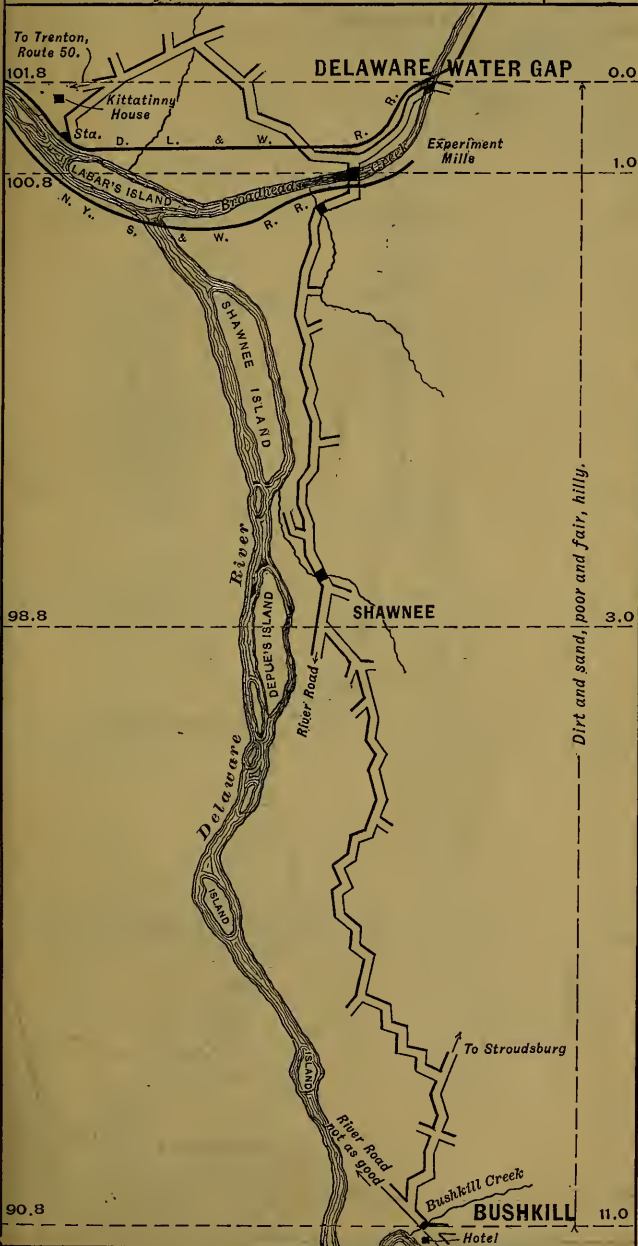 To Trenton,
Route 50.
101.8
DELAWARE WATER GAP
0.0
Kittatinny
House
Sta.
D. L. & W. R. R.
Experiment
Mills
LABAR'S ISLAND
Broadheads Creek
1.0
100.8
N. Y. S. & W. R. R.
SHAWNEE ISLAND
River
DEPUE'S ISLAND
SHAWNEE
98.8
3.0
River Road
Dirt and sand, poor and fair, hilly.
Delaware
ISLAND
To Stroudsburg
ISLAND
River Road
not as good
Bushkill Creek
90.8
BUSHKILL
11.0
Hotel